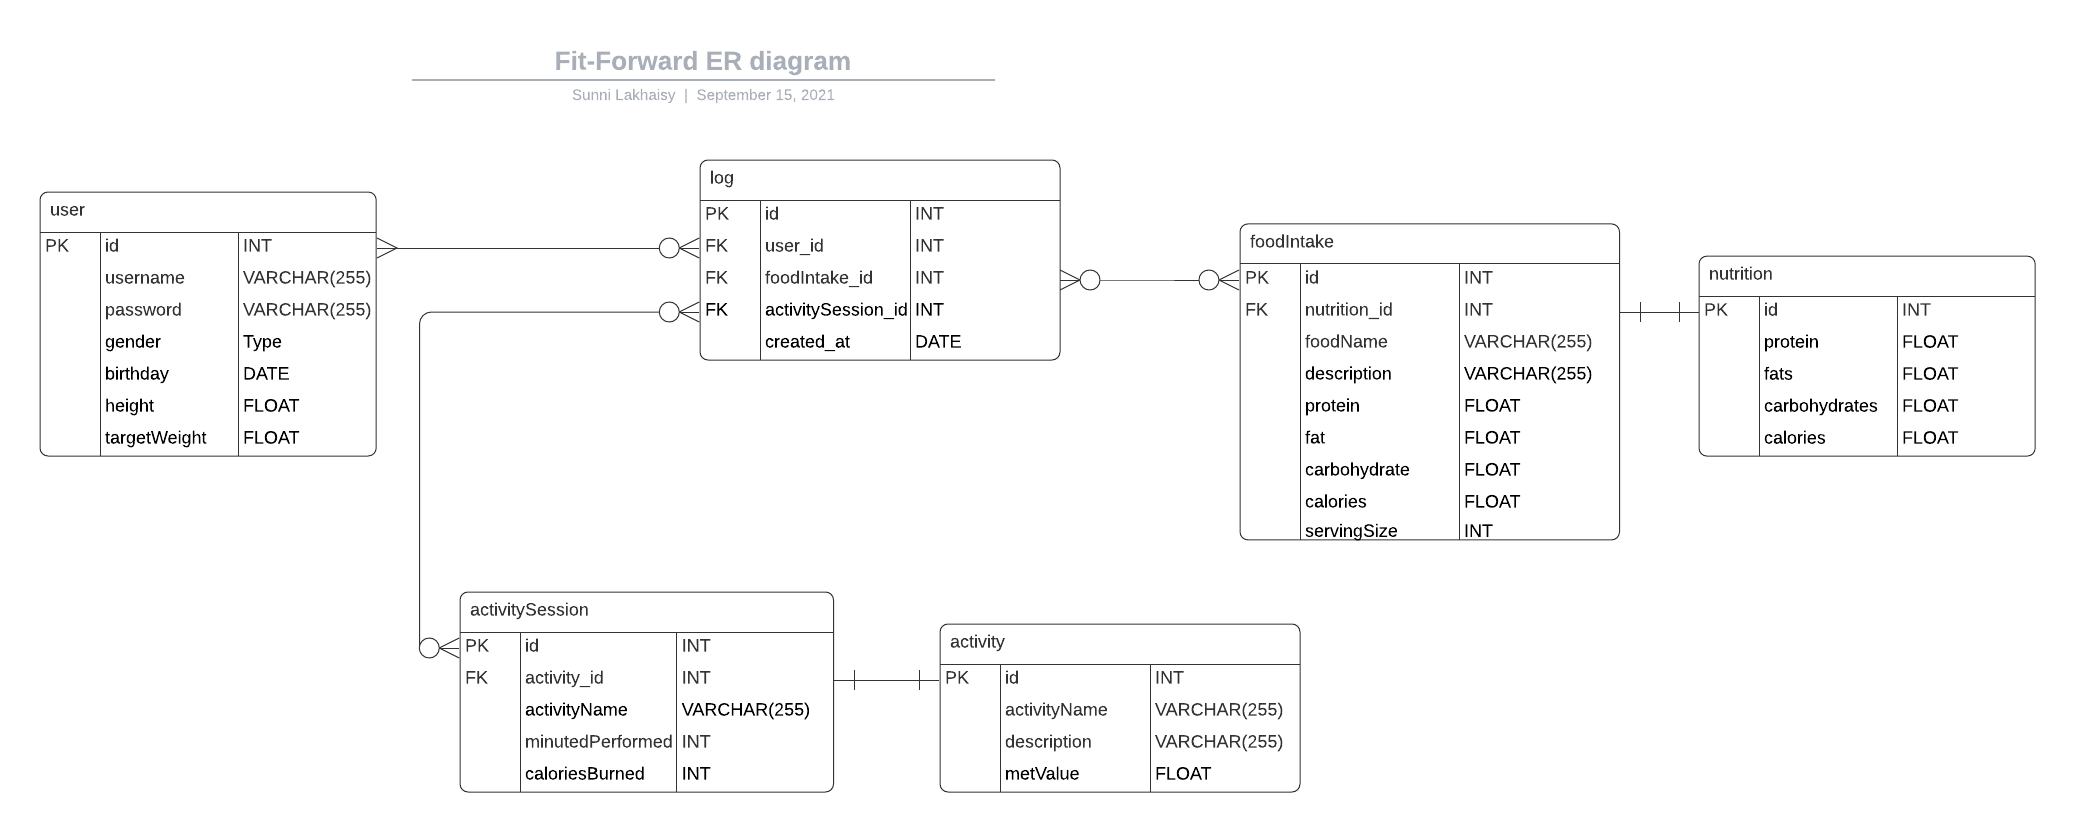 Fit-Forward ER diagram
Sunni Lakhaisy | September 15, 2021
user
PK id INT
username VARCHAR(255)
password VARCHAR(255)
gender Type
birthday DATE
height FLOAT
targetWeight FLOAT
log
PK id INT
FK user_id INT
FK foodIntake_id INT
FK activitySession_id INT
created_at DATE
foodIntake
PK id INT
FK nutrition_id INT
foodName VARCHAR(255)
description VARCHAR(255)
protein FLOAT
fat FLOAT
carbohydrate FLOAT
calories FLOAT
servingSize INT
nutrition
PK id INT
protein FLOAT
fats FLOAT
carbohydrates FLOAT
calories FLOAT
activitySession
PK id INT
FK activity_id INT
activityName VARCHAR(255)
minutedPerformed INT
caloriesBurned INT
activity
PK id INT
activityName VARCHAR(255)
description VARCHAR(255)
metValue FLOAT